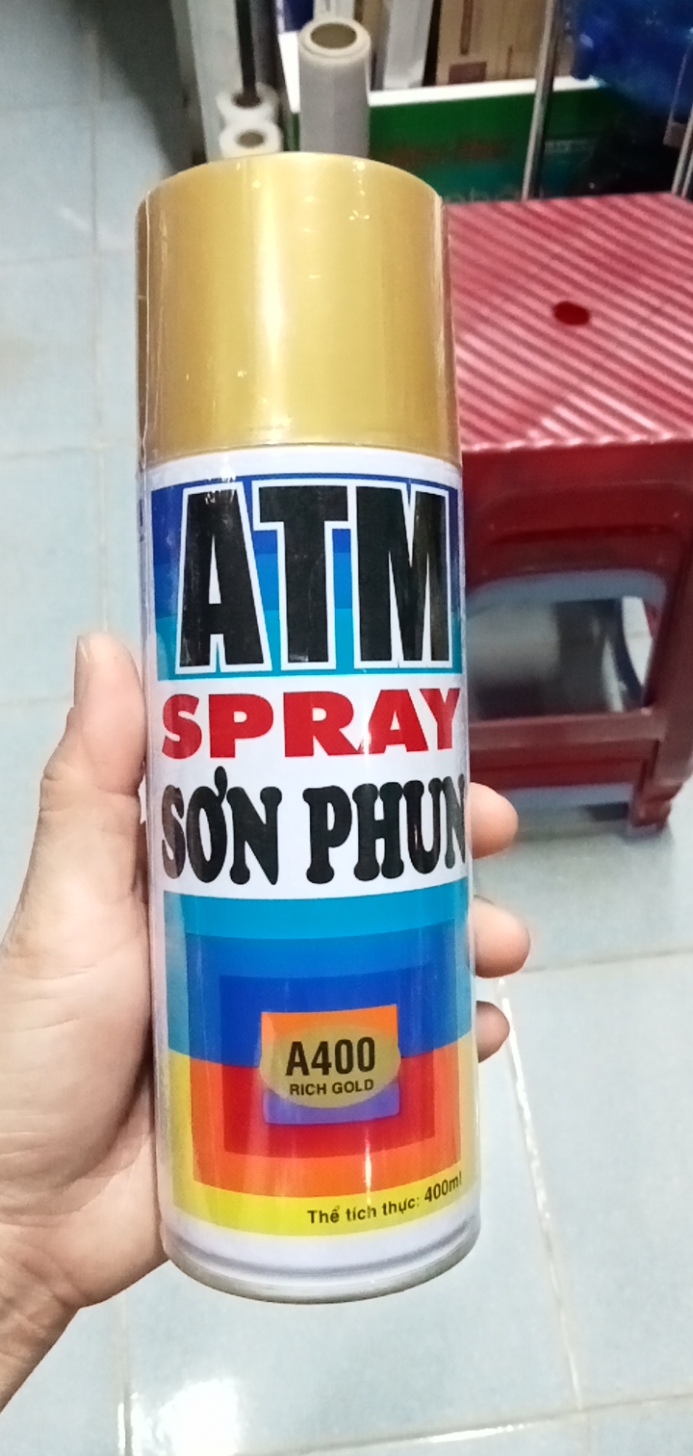 ATM
SPRAY
SƠN PHUN
A400
RICH GOLD
Thể tích thực: 400ml